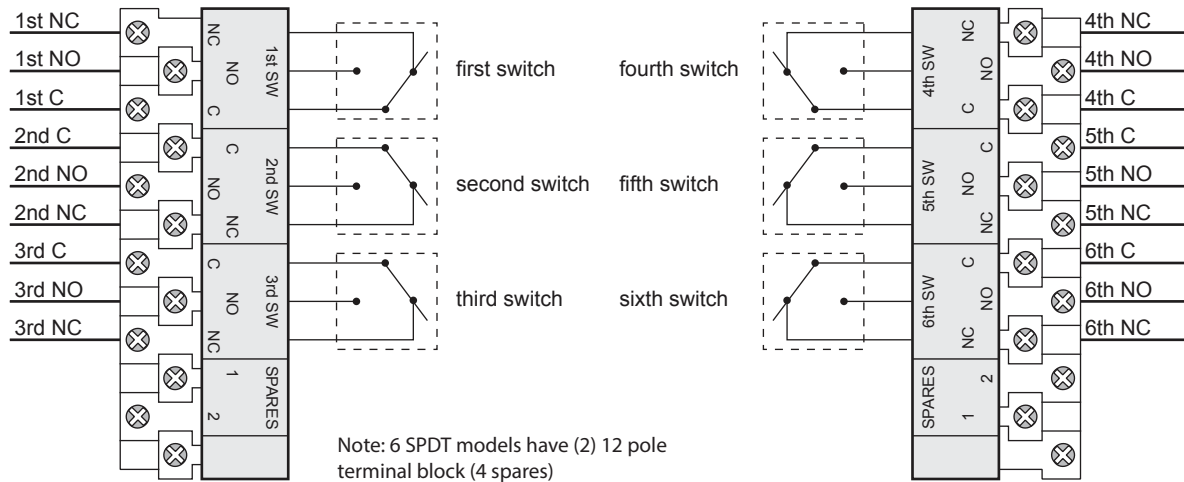 1st NC
1st NO
1st C
2nd C
2nd NO
2nd NC
3rd C
3rd NO
3rd NC
NC
NO
C
1st SW
C
NO
NC
2nd SW
C
NO
NC
3rd SW
1
2
SPARES
first switch
second switch
third switch
fourth switch
fifth switch
sixth switch
4th SW
NC
NO
C
5th SW
C
NO
NC
6th SW
C
NO
NC
SPARES
2
1
4th NC
4th NO
4th C
5th C
5th NO
5th NC
6th C
6th NO
6th NC
Note: 6 SPDT models have (2) 12 pole
terminal block (4 spares)